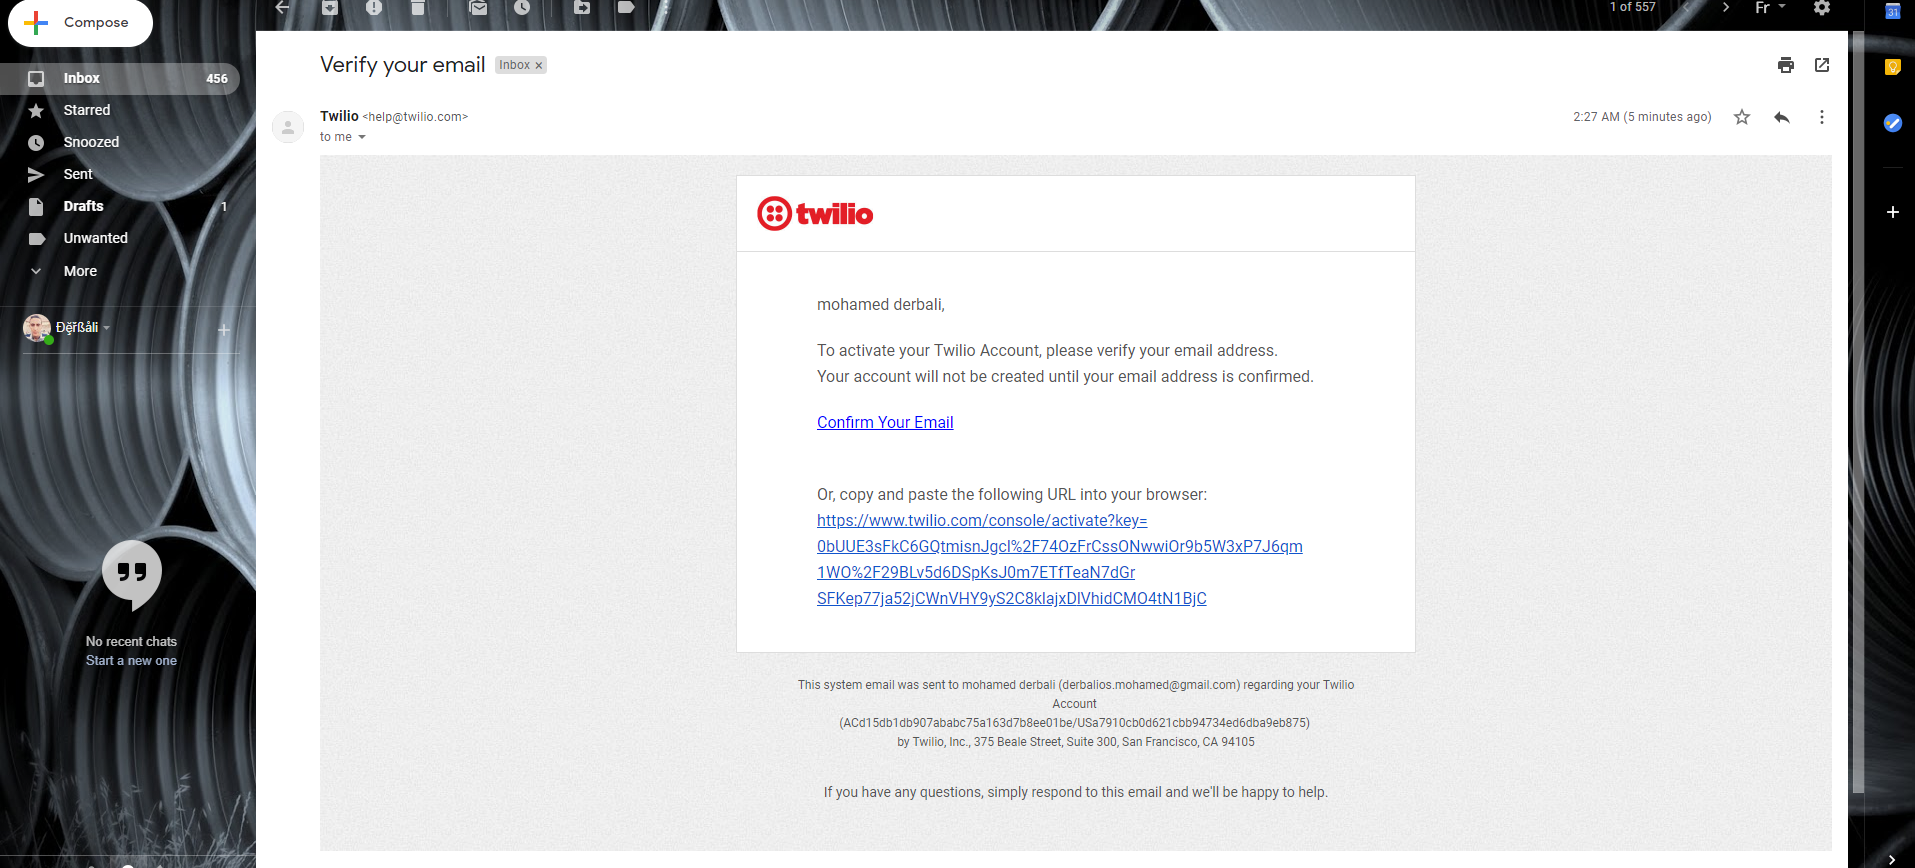 Compose
1 of 557
Fr
31
Inbox 456
Starred
Snoozed
Sent
Drafts 1
Unwanted
More
Đḝřßåli
No recent chats
Start a new one
Verify your email Inbox ×
Twilio <help@twilio.com>
2:27 AM (5 minutes ago)
to me
twilio
mohamed derbali,
To activate your Twilio Account, please verify your email address.
Your account will not be created until your email address is confirmed.
Confirm Your Email
Or, copy and paste the following URL into your browser:
https://www.twilio.com/console/activate?key=
0bUUE3sFkC6GQtmisnJgcl%2F74OzFrCssONwwiOr9b5W3xP7J6qm
1WO%2F29BLv5d6DSpKsJ0m7ETfTeaN7dGr
SFKep77ja52jCWnVHY9yS2C8klajxDlVhidCMO4tN1BjC
This system email was sent to mohamed derbali (derbalios.mohamed@gmail.com) regarding your Twilio
Account
(ACd15db1db907ababc75a163d7b8ee01be/USa7910cb0d621cbb94734ed6dba9eb875)
by Twilio, Inc., 375 Beale Street, Suite 300, San Francisco, CA 94105
If you have any questions, simply respond to this email and we'll be happy to help.